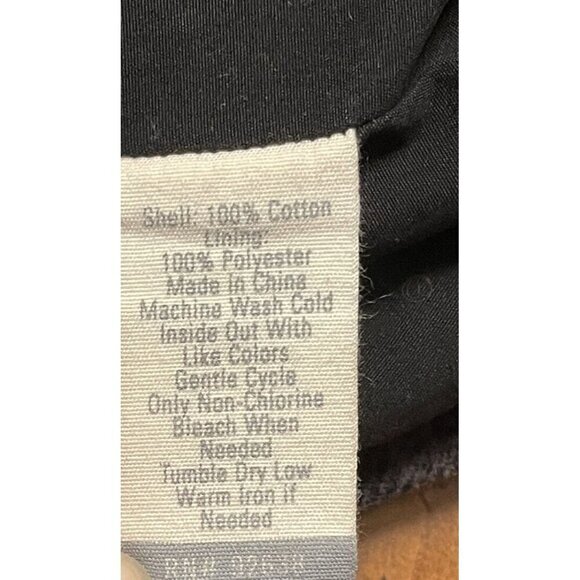 Shell: 100% Cotton
Lining:
100% Polyester
Made In China
Machine Wash Cold
Inside Out With
Like Colors
Gentle Cycle
Only Non-Chlorine
Bleach When
Needed
Tumble Dry Low
Warm Iron if
Needed